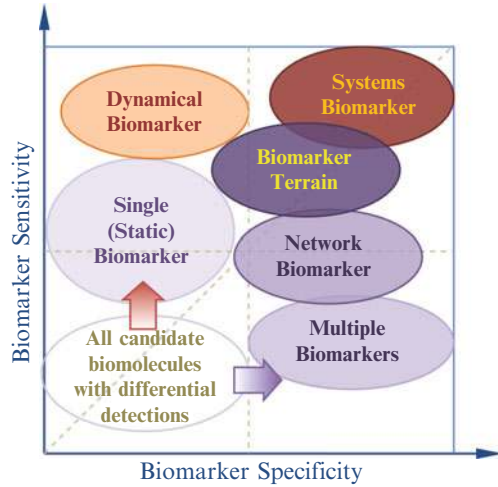 Systems
Biomarker
Dynamical
Biomarker
Biomarker
Terrain
Single
(Static)
Biomarker
Network
Biomarker
Multiple
Biomarkers
All candidate
biomolecules
with differential
detections
Biomarker Sensitivity
Biomarker Specificity